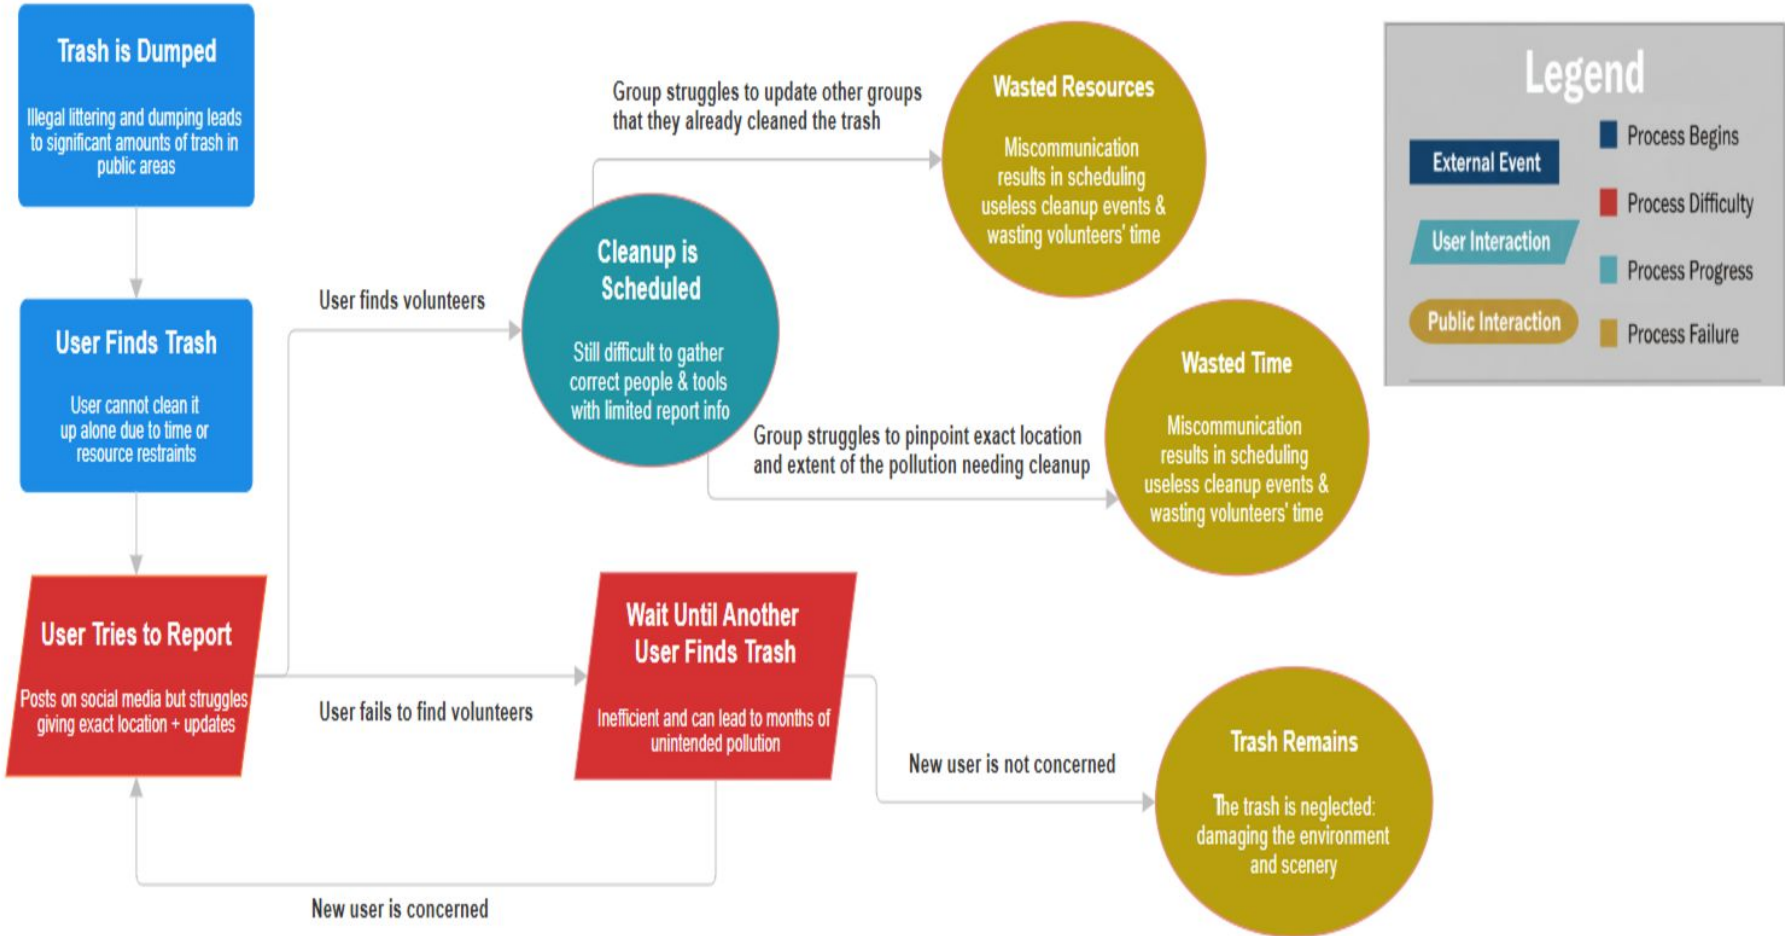 Trash is Dumped
Illegal littering and dumping leads
to significant amounts of trash in
public areas
User Finds Trash
User cannot clean it
up alone due to time or
resource restraints
User Tries to Report
Posts on social media but struggles
giving exact location + updates
User finds volunteers
User fails to find volunteers
New user is concerned
Cleanup is
Scheduled
Still difficult to gather
correct people & tools
with limited report info
Group struggles to update other groups
that they already cleaned the trash
Group struggles to pinpoint exact location
and extent of the pollution needing cleanup
Wait Until Another
User Finds Trash
Inefficient and can lead to months of
unintended pollution
New user is not concerned
Wasted Resources
Miscommunication
results in scheduling
useless cleanup events &
wasting volunteers' time
Wasted Time
Miscommunication
results in scheduling
useless cleanup events &
wasting volunteers' time
Trash Remains
The trash is neglected:
damaging the environment
and scenery
Legend
External Event
User Interaction
Public Interaction
Process Begins
Process Difficulty
Process Progress
Process Failure